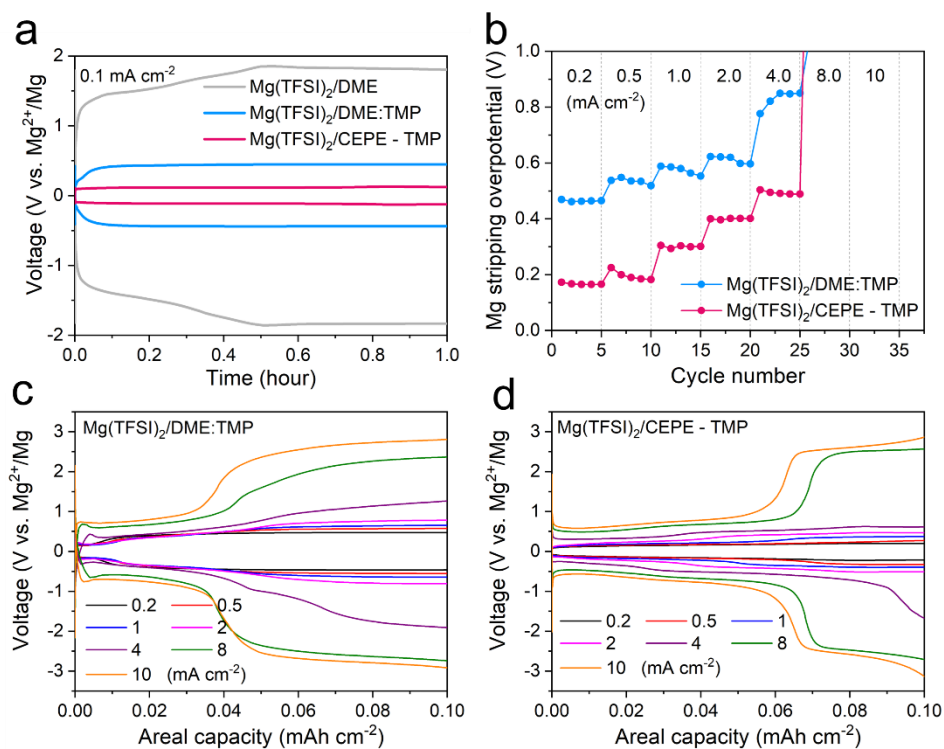 a
0.1 mA cm⁻²
Mg(TFSI)₂/DME
Mg(TFSI)₂/DME:TMP
Mg(TFSI)₂/CEPE - TMP
Voltage (V vs. Mg²⁺/Mg
2
1
0
-1
-2
0.0 0.2 0.4 0.6 0.8 1.0
Time (hour)
b
Mg stripping overpotential (V)
1.0
0.8
0.6
0.4
0.2
0.0
0.2 0.5 1.0 2.0 4.0 8.0 10
(mA cm⁻²)
Mg(TFSI)₂/DME:TMP
Mg(TFSI)₂/CEPE - TMP
0 5 10 15 20 25 30 35
Cycle number
c
Mg(TFSI)₂/DME:TMP
Voltage (V vs. Mg²⁺/Mg
3
2
1
0
-1
-2
-3
0.2 0.5
1 2
4 8
10 (mA cm⁻²)
0.00 0.02 0.04 0.06 0.08 0.10
Areal capacity (mAh cm⁻²)
d
Mg(TFSI)₂/CEPE - TMP
Voltage (V vs. Mg²⁺/Mg
3
2
1
0
-1
-2
-3
0.2 0.5 1
2 4 8
10 (mA cm⁻²)
0.00 0.02 0.04 0.06 0.08 0.10
Areal capacity (mAh cm⁻²)